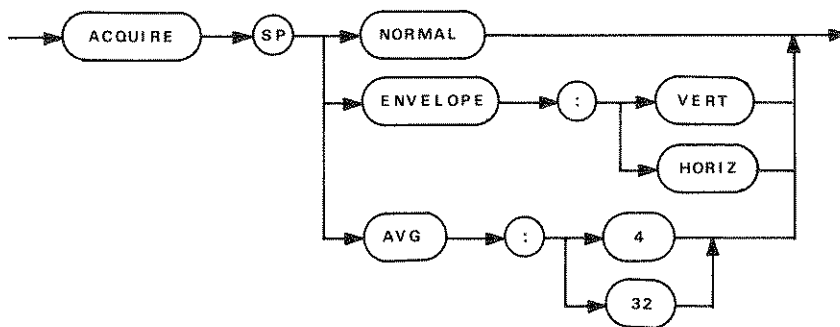 ACQUIRE SP NORMAL
ENVELOPE : VERT
HORIZ
AVG : 4
32